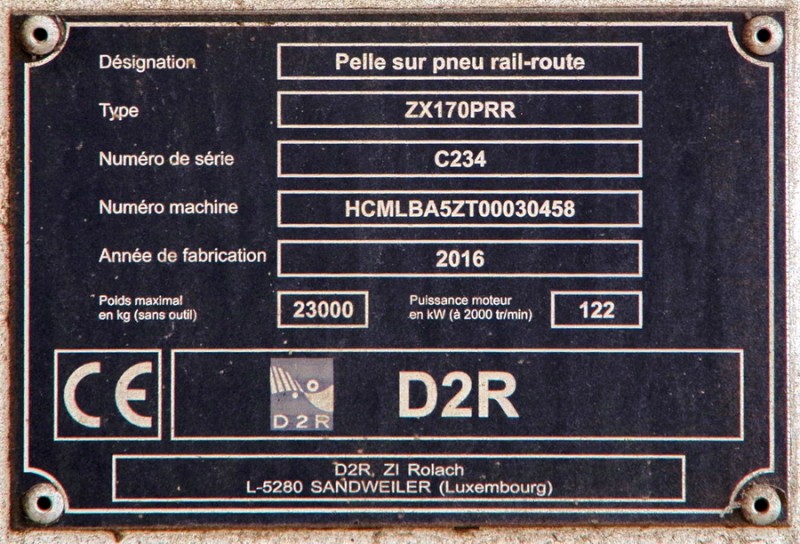 Désignation Pelle sur pneu rail-route
Type ZX170PRR
Numéro de série C234
Numéro machine HCMLBA5ZT00030458
Année de fabrication 2016
Poids maximal
en kg (sans outil) 23000
Puissance moteur
en kW (à 2000 tr/min) 122
CE
D2R
D2R
D2R, ZI Rolach
L-5280 SANDWEILER (Luxembourg)